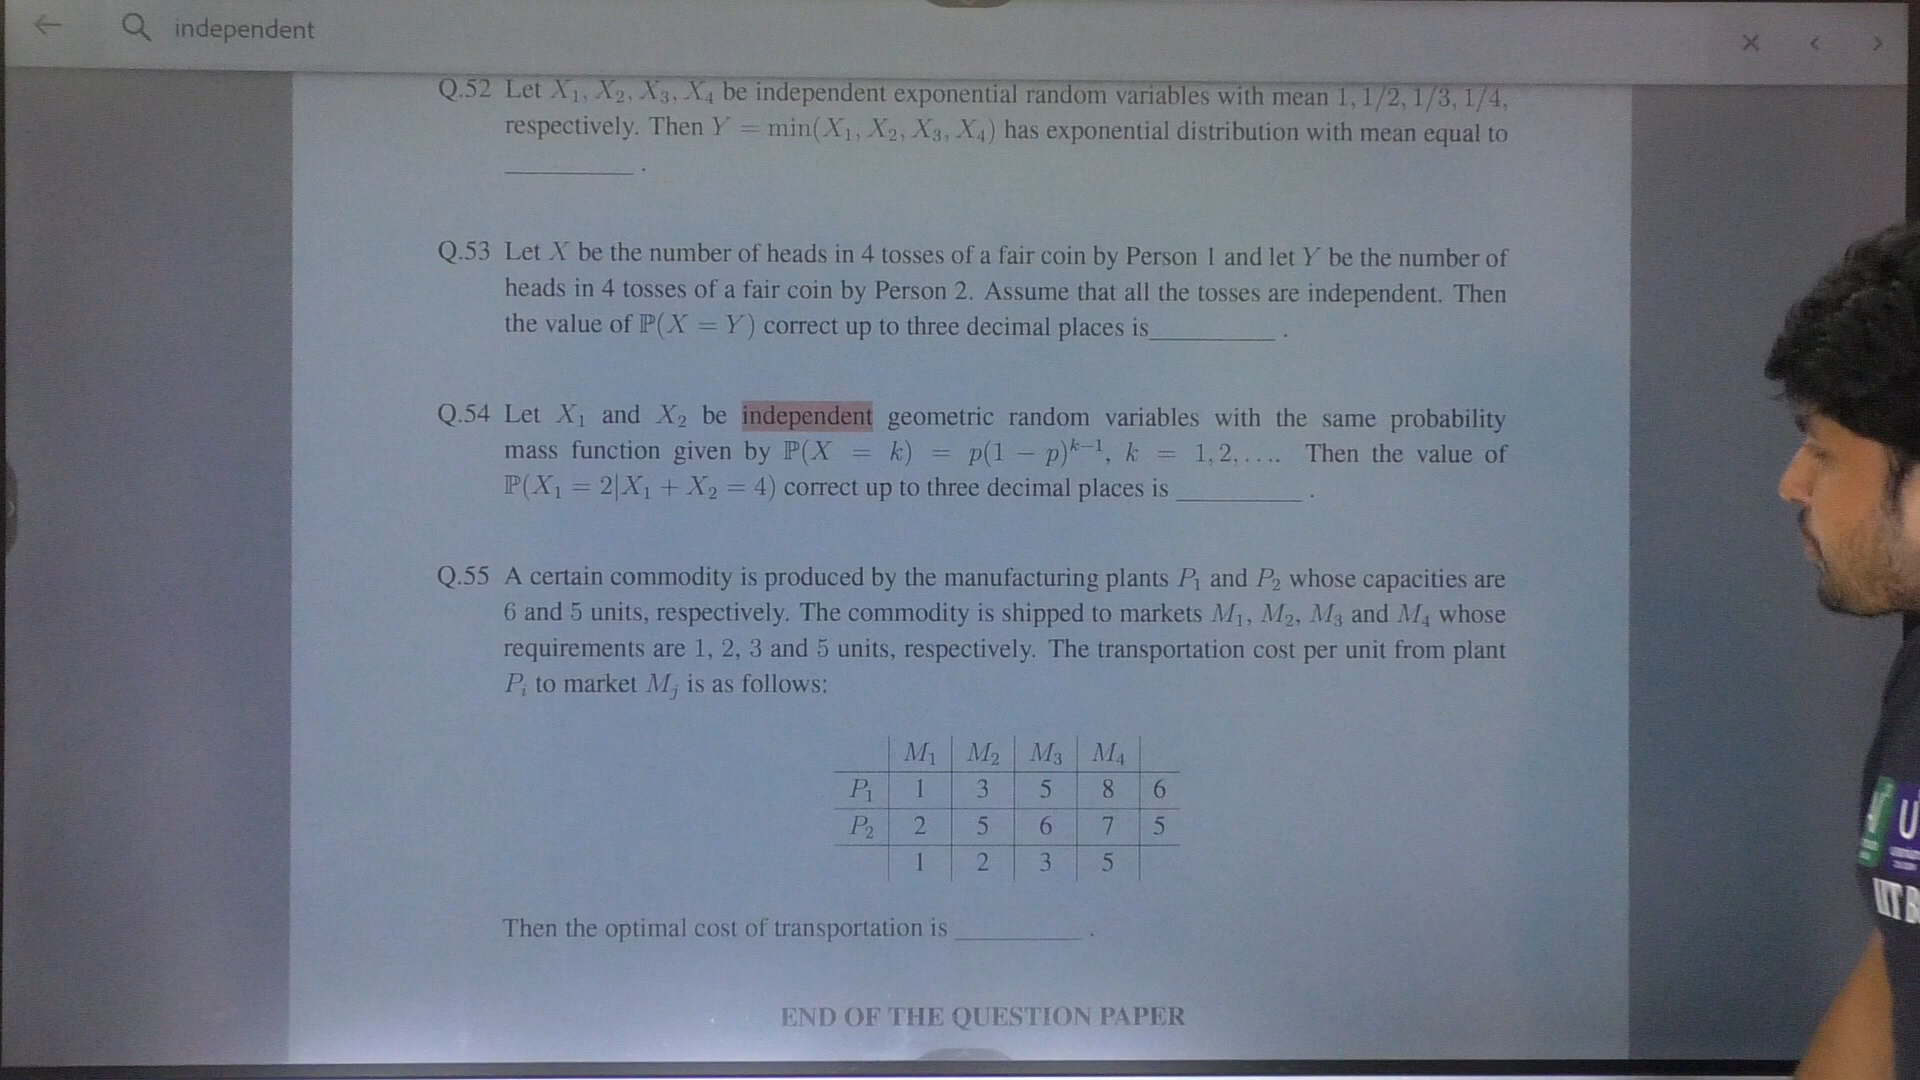 independent
Q.52 Let X₁, X₂, X₃, X₄ be independent exponential random variables with mean 1, 1/2, 1/3, 1/4,
respectively. Then Y = min(X₁, X₂, X₃, X₄) has exponential distribution with mean equal to
__________ .
Q.53 Let X be the number of heads in 4 tosses of a fair coin by Person 1 and let Y be the number of
heads in 4 tosses of a fair coin by Person 2. Assume that all the tosses are independent. Then
the value of ℙ(X = Y) correct up to three decimal places is__________ .
Q.54 Let X₁ and X₂ be independent geometric random variables with the same probability
mass function given by ℙ(X = k) = p(1 − p)ᵏ⁻¹, k = 1, 2, . . . . Then the value of
ℙ(X₁ = 2|X₁ + X₂ = 4) correct up to three decimal places is __________ .
Q.55 A certain commodity is produced by the manufacturing plants P₁ and P₂ whose capacities are
6 and 5 units, respectively. The commodity is shipped to markets M₁, M₂, M₃ and M₄ whose
requirements are 1, 2, 3 and 5 units, respectively. The transportation cost per unit from plant
Pᵢ to market Mⱼ is as follows:
M₁ M₂ M₃ M₄
P₁ 1 3 5 8 6
P₂ 2 5 6 7 5
1 2 3 5
Then the optimal cost of transportation is __________ .
END OF THE QUESTION PAPER
U